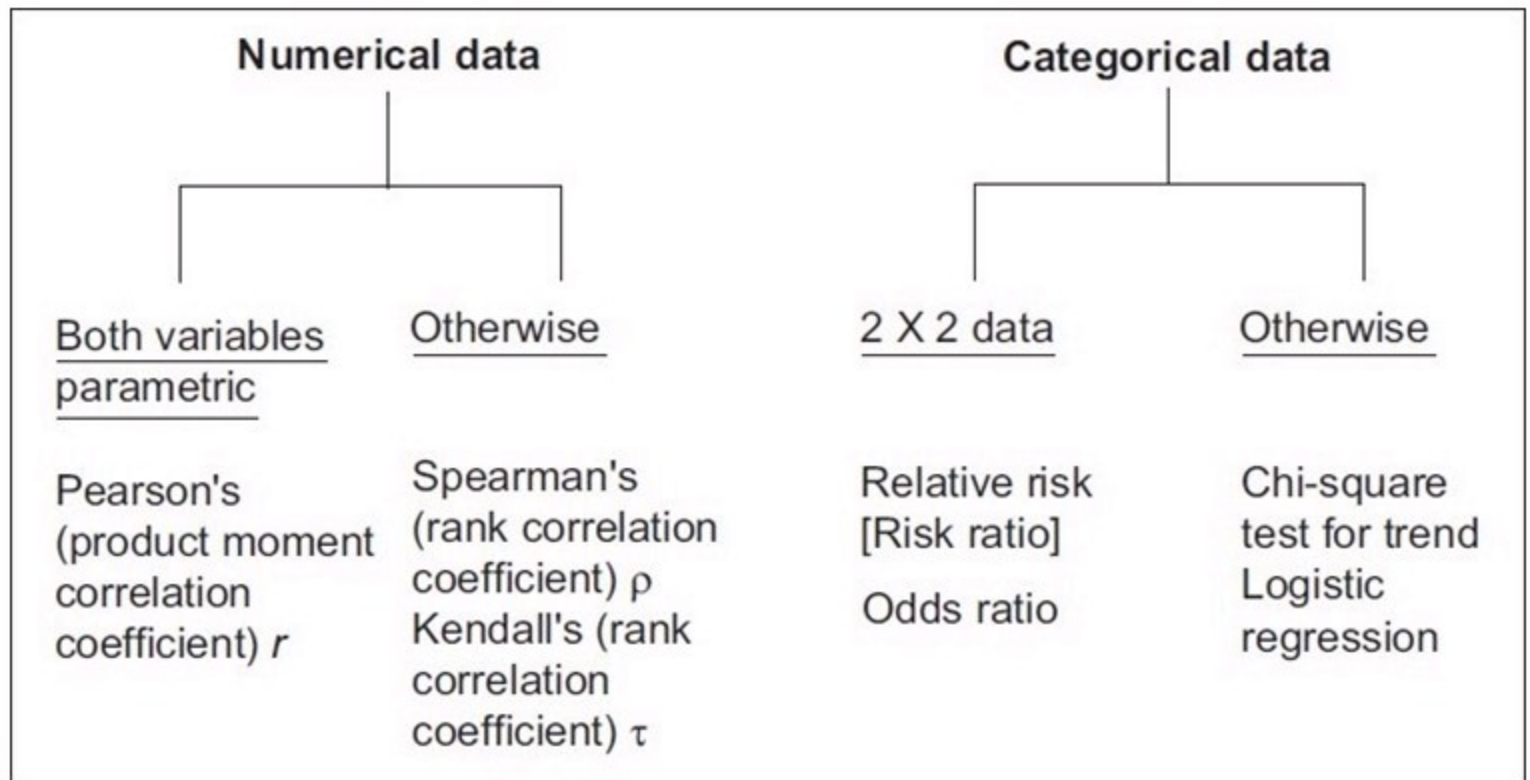 Numerical data
Both variables
parametric
Pearson's
(product moment
correlation
coefficient) r
Otherwise
Spearman's
(rank correlation
coefficient) ρ
Kendall's (rank
correlation
coefficient) τ
Categorical data
2 X 2 data
Relative risk
[Risk ratio]
Odds ratio
Otherwise
Chi-square
test for trend
Logistic
regression